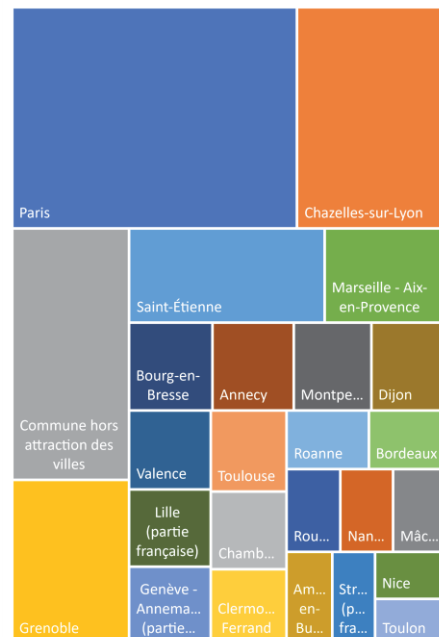 Paris
Chazelles-sur-Lyon
Commune hors
attraction des
villes
Saint-Étienne
Marseille - Aix-
en-Provence
Bourg-en-
Bresse
Annecy
Montpe...
Dijon
Valence
Toulouse
Roanne
Bordeaux
Lille
(partie
française)
Chamb...
Rou...
Nan...
Mâc...
Grenoble
Genève -
Annema...
(partie...
Clermo...
Ferrand
Am...
en-
Bu...
Str...
(p...
fra...
Nice
Toulon